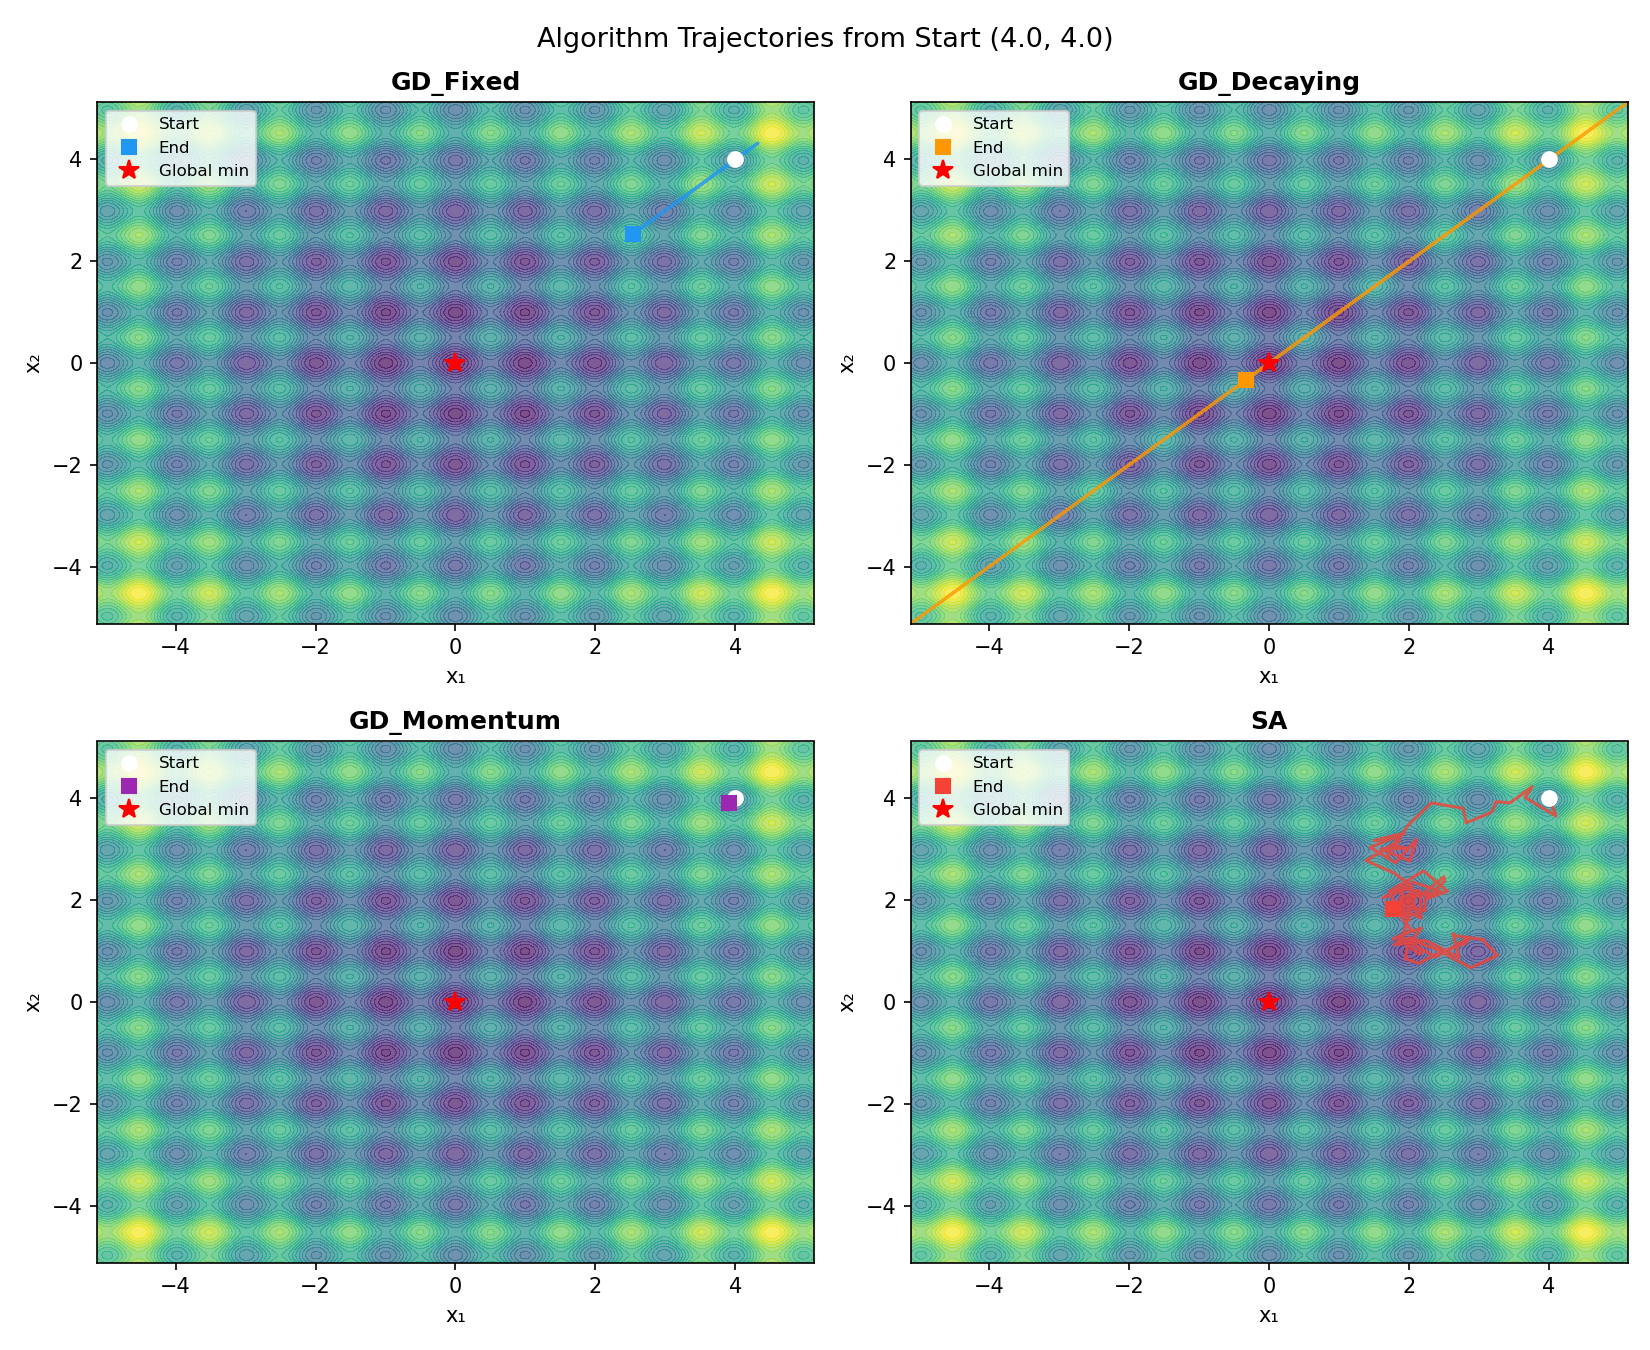 Algorithm Trajectories from Start (4.0, 4.0)
GD_Fixed
Start
End
Global min
4
2
0
−2
−4
x₂
−4 −2 0 2 4
x₁
GD_Decaying
Start
End
Global min
4
2
0
−2
−4
x₂
−4 −2 0 2 4
x₁
GD_Momentum
Start
End
Global min
4
2
0
−2
−4
x₂
−4 −2 0 2 4
x₁
SA
Start
End
Global min
4
2
0
−2
−4
x₂
−4 −2 0 2 4
x₁